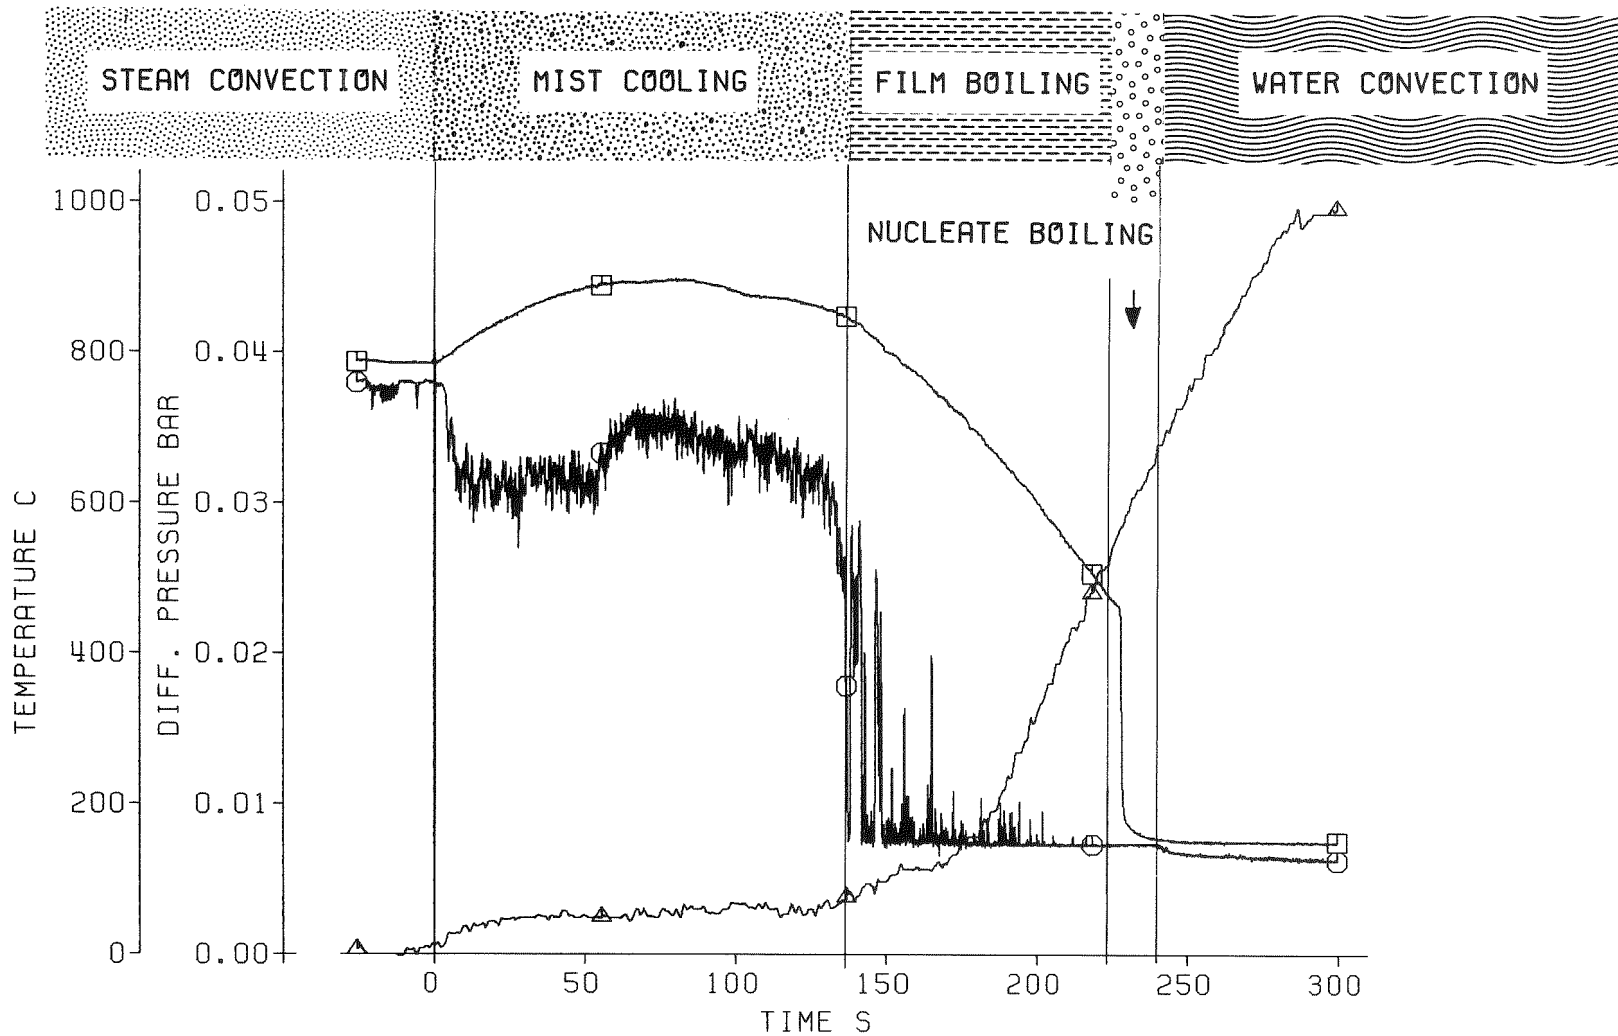 STEAM CONVECTION
MIST COOLING
FILM BOILING
WATER CONVECTION
NUCLEATE BOILING
TEMPERATURE C
1000
800
600
400
200
0
DIFF. PRESSURE BAR
0.05
0.04
0.03
0.02
0.01
0.00
0 50 100 150 200 250 300
TIME S